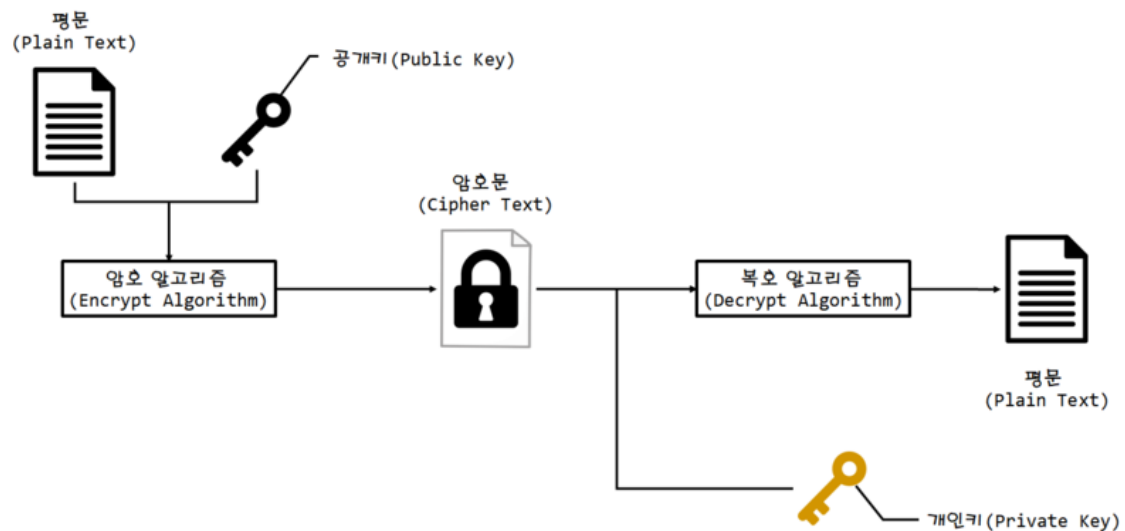 평문
(Plain Text)
공개키(Public Key)
암호문
(Cipher Text)
암호 알고리즘
(Encrypt Algorithm)
복호 알고리즘
(Decrypt Algorithm)
평문
(Plain Text)
개인키(Private Key)